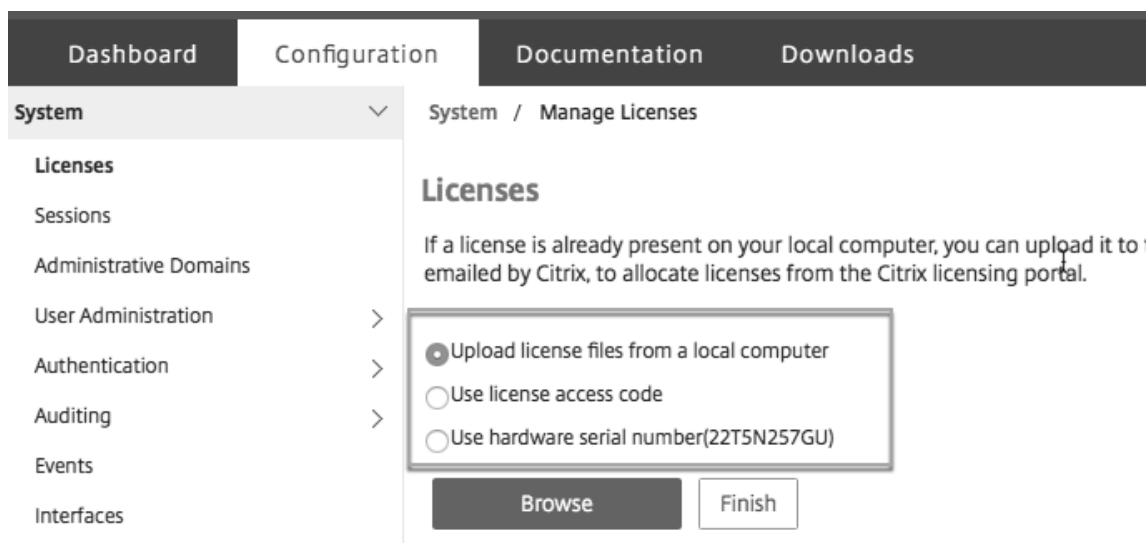 Dashboard Configuration Documentation Downloads
System
Licenses
Sessions
Administrative Domains
User Administration
Authentication
Auditing
Events
Interfaces
System / Manage Licenses
Licenses
If a license is already present on your local computer, you can upload it to
emailed by Citrix, to allocate licenses from the Citrix licensing portal.
Upload license files from a local computer
Use license access code
Use hardware serial number(22T5N257GU)
Browse Finish